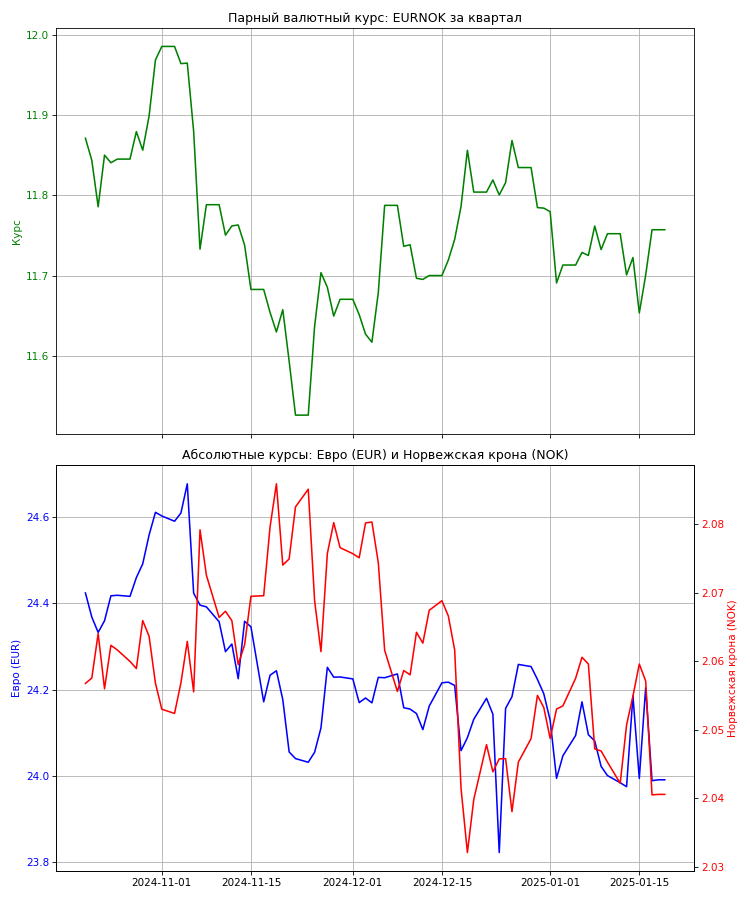 Парный валютный курс: EURNOK за квартал
12.0
11.9
11.8
11.7
11.6
Курс
Абсолютные курсы: Евро (EUR) и Норвежская крона (NOK)
24.6
24.4
24.2
24.0
23.8
Евро (EUR)
2.08
2.07
2.06
2.05
2.04
2.03
Норвежская крона (NOK)
2024-11-01 2024-11-15 2024-12-01 2024-12-15 2025-01-01 2025-01-15